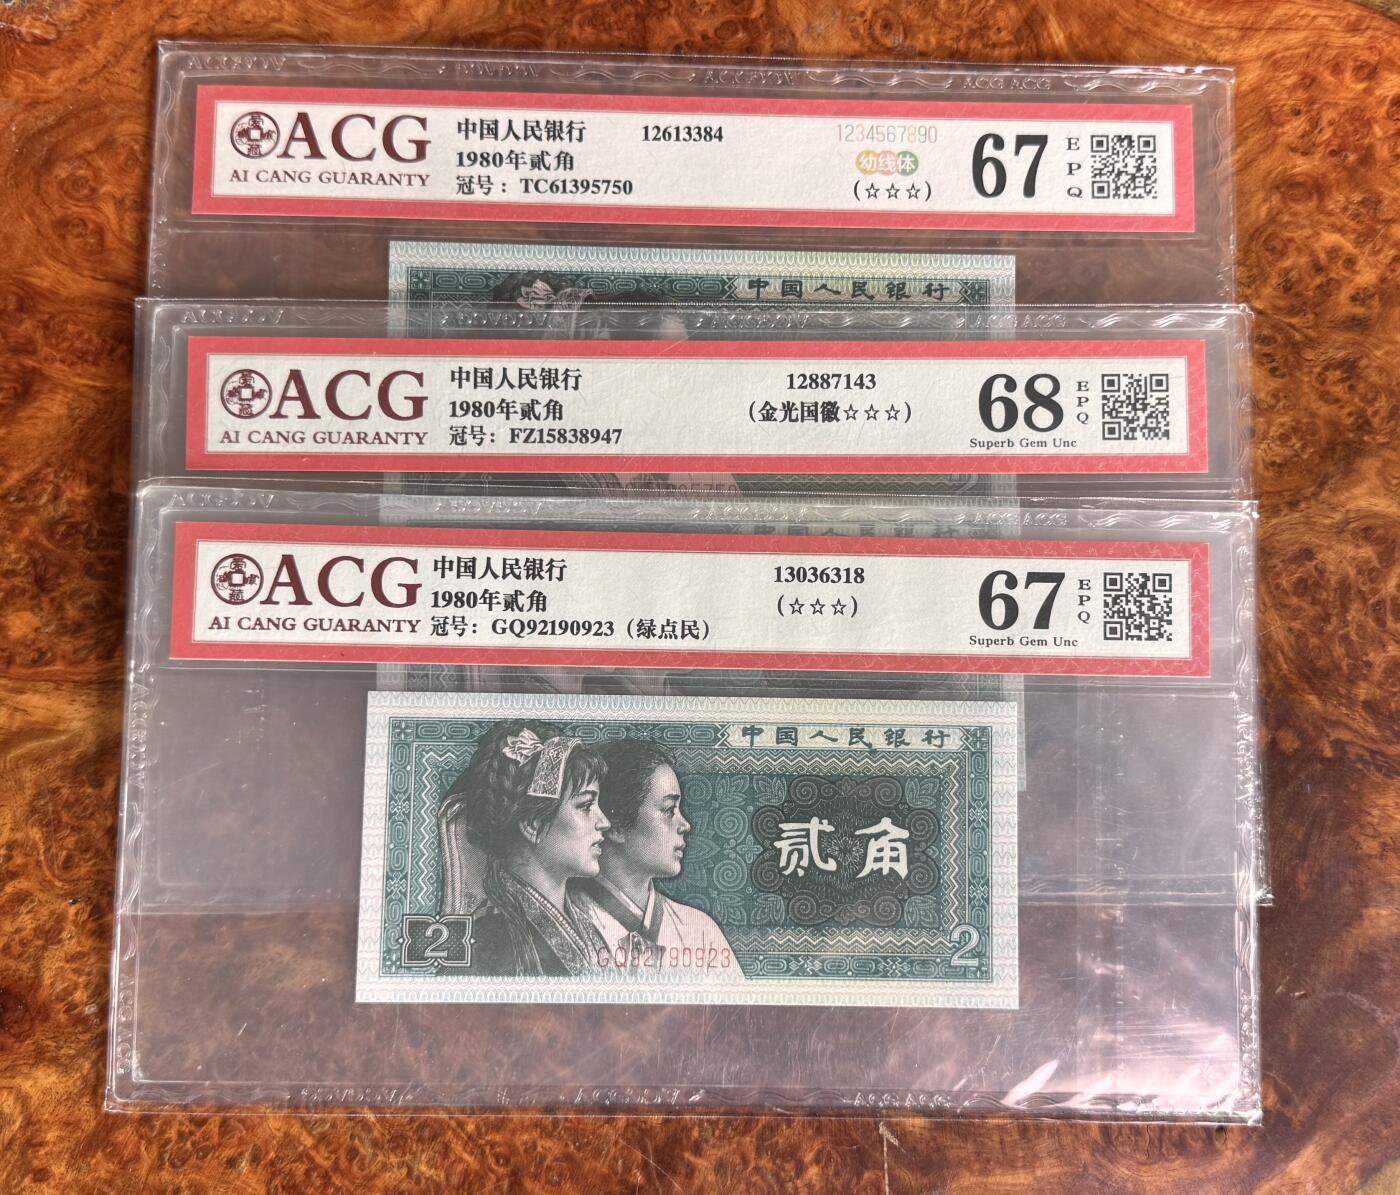 ACG
AI CANG GUARANTY
中国人民银行 12613384
1980年贰角
冠号：TC61395750
1234567890
幼线体
(☆☆☆)
67
EPQ
中国人民银行
ACG
AI CANG GUARANTY
中国人民银行 12887143
1980年贰角 (金光国徽☆☆☆)
冠号：FZ15838947
68
Superb Gem Unc
EPQ
ACG
AI CANG GUARANTY
中国人民银行 13036318
1980年贰角 (☆☆☆)
冠号：GQ92190923（绿点民）
67
Superb Gem Unc
EPQ
中国人民银行
贰角
2
GQ92190923
2